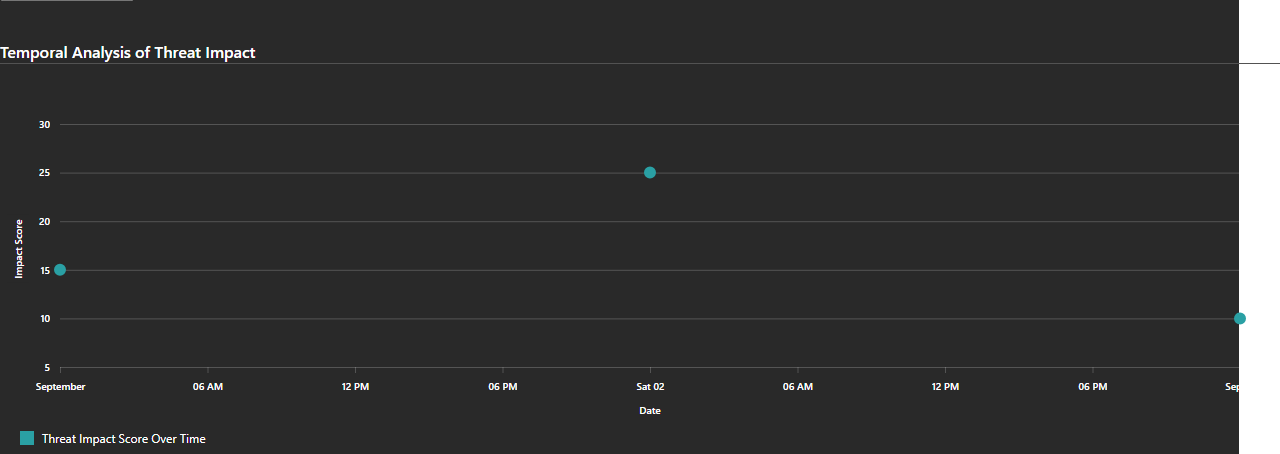 Temporal Analysis of Threat Impact
30
25
20
15
10
5
Impact Score
September 06 AM 12 PM 06 PM Sat 02 06 AM 12 PM 06 PM Sep
Date
Threat Impact Score Over Time